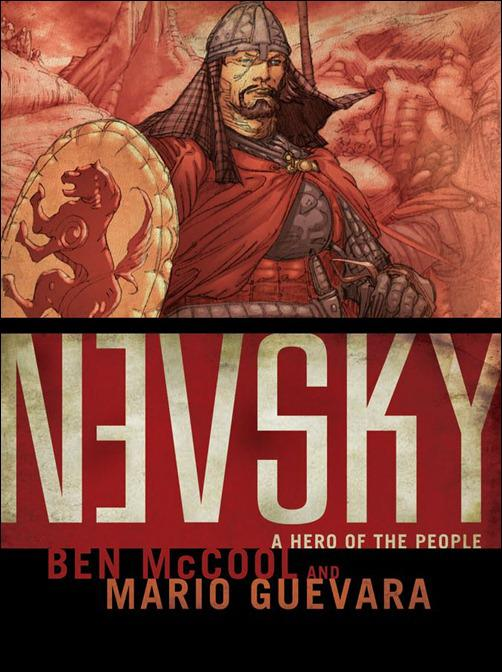 NEVSKY
A HERO OF THE PEOPLE
BEN McCOOL AND
MARIO GUEVARA